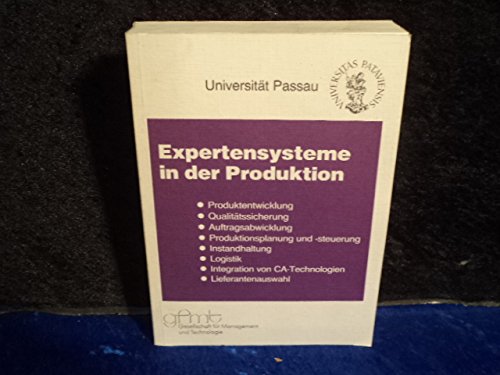 Universität Passau
UNIVERSITAS PATAVIENSIS
Expertensysteme
in der Produktion
● Produktentwicklung
● Qualitätssicherung
● Auftragsabwicklung
● Produktionsplanung und -steuerung
● Instandhaltung
● Logistik
● Integration von CA-Technologien
● Lieferantenauswahl
gfmt
Gesellschaft für Management
und Technologie